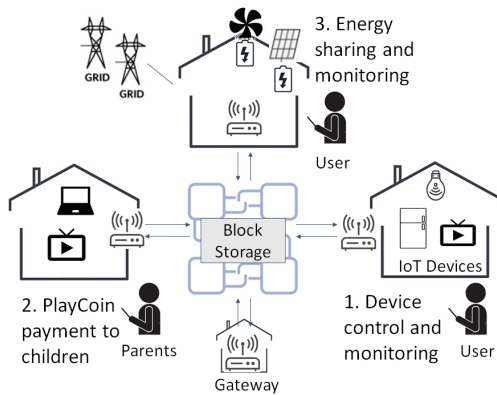 3. Energy
sharing and
monitoring
GRID
GRID
User
Block
Storage
IoT Devices
2. PlayCoin
payment to
children
Parents
1. Device
control and
monitoring
User
Gateway